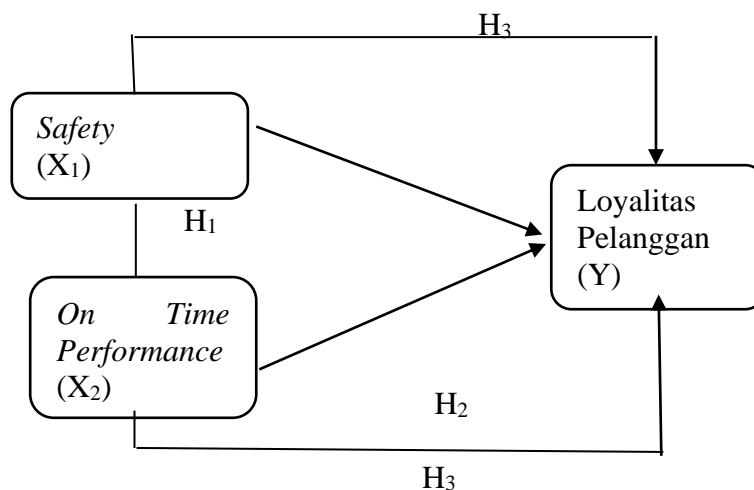 H₃
Safety
(X₁)
H₁
Loyalitas
Pelanggan
(Y)
On Time
Performance
(X₂)
H₂
H₃